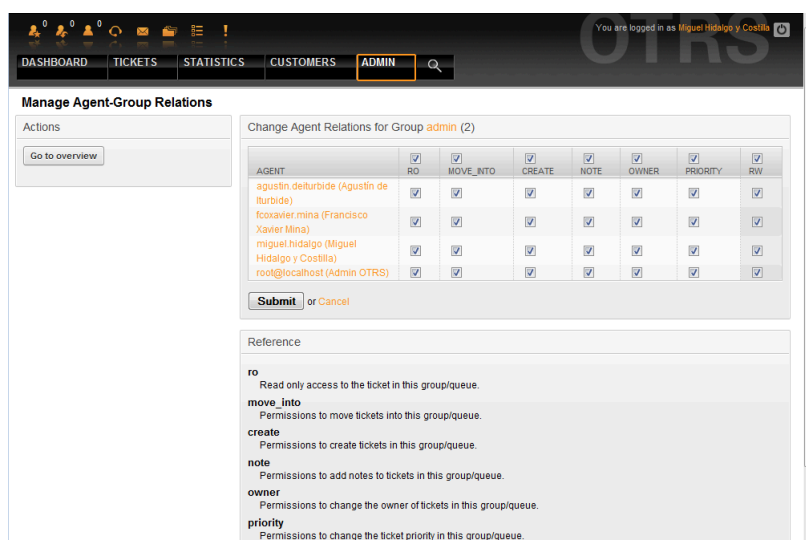 0 0 0
OTRS
You are logged in as Miguel Hidalgo y Costilla
DASHBOARD TICKETS STATISTICS CUSTOMERS ADMIN
Manage Agent-Group Relations
Actions
Go to overview
Change Agent Relations for Group admin (2)
AGENT RO MOVE_INTO CREATE NOTE OWNER PRIORITY RW
agustin.deiturbide (Agustín de
Iturbide)
fcoxavier.mina (Francisco
Xavier Mina)
miguel.hidalgo (Miguel
Hidalgo y Costilla)
root@localhost (Admin OTRS)
Submit or Cancel
Reference
ro
Read only access to the ticket in this group/queue.
move_into
Permissions to move tickets into this group/queue.
create
Permissions to create tickets in this group/queue.
note
Permissions to add notes to tickets in this group/queue.
owner
Permissions to change the owner of tickets in this group/queue.
priority
Permissions to change the ticket priority in this group/queue.